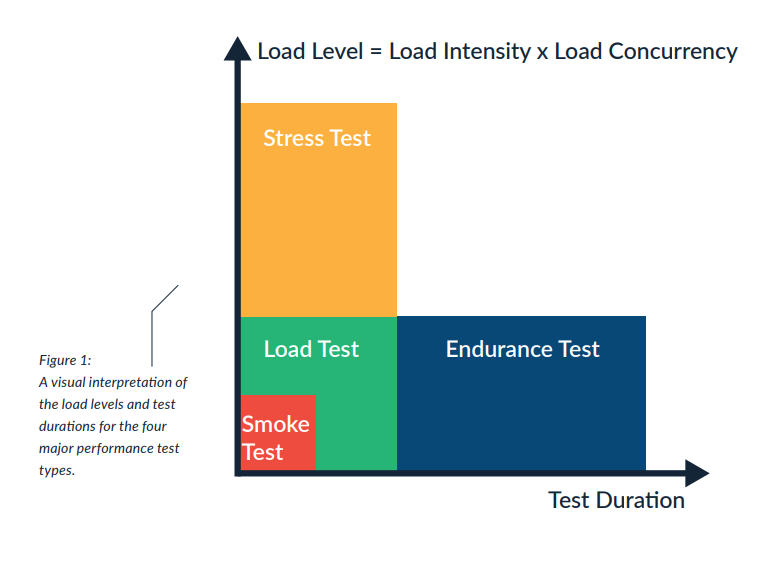 Load Level = Load Intensity x Load Concurrency
Stress Test
Load Test
Endurance Test
Smoke
Test
Test Duration
Figure 1:
A visual interpretation of
the load levels and test
durations for the four
major performance test
types.